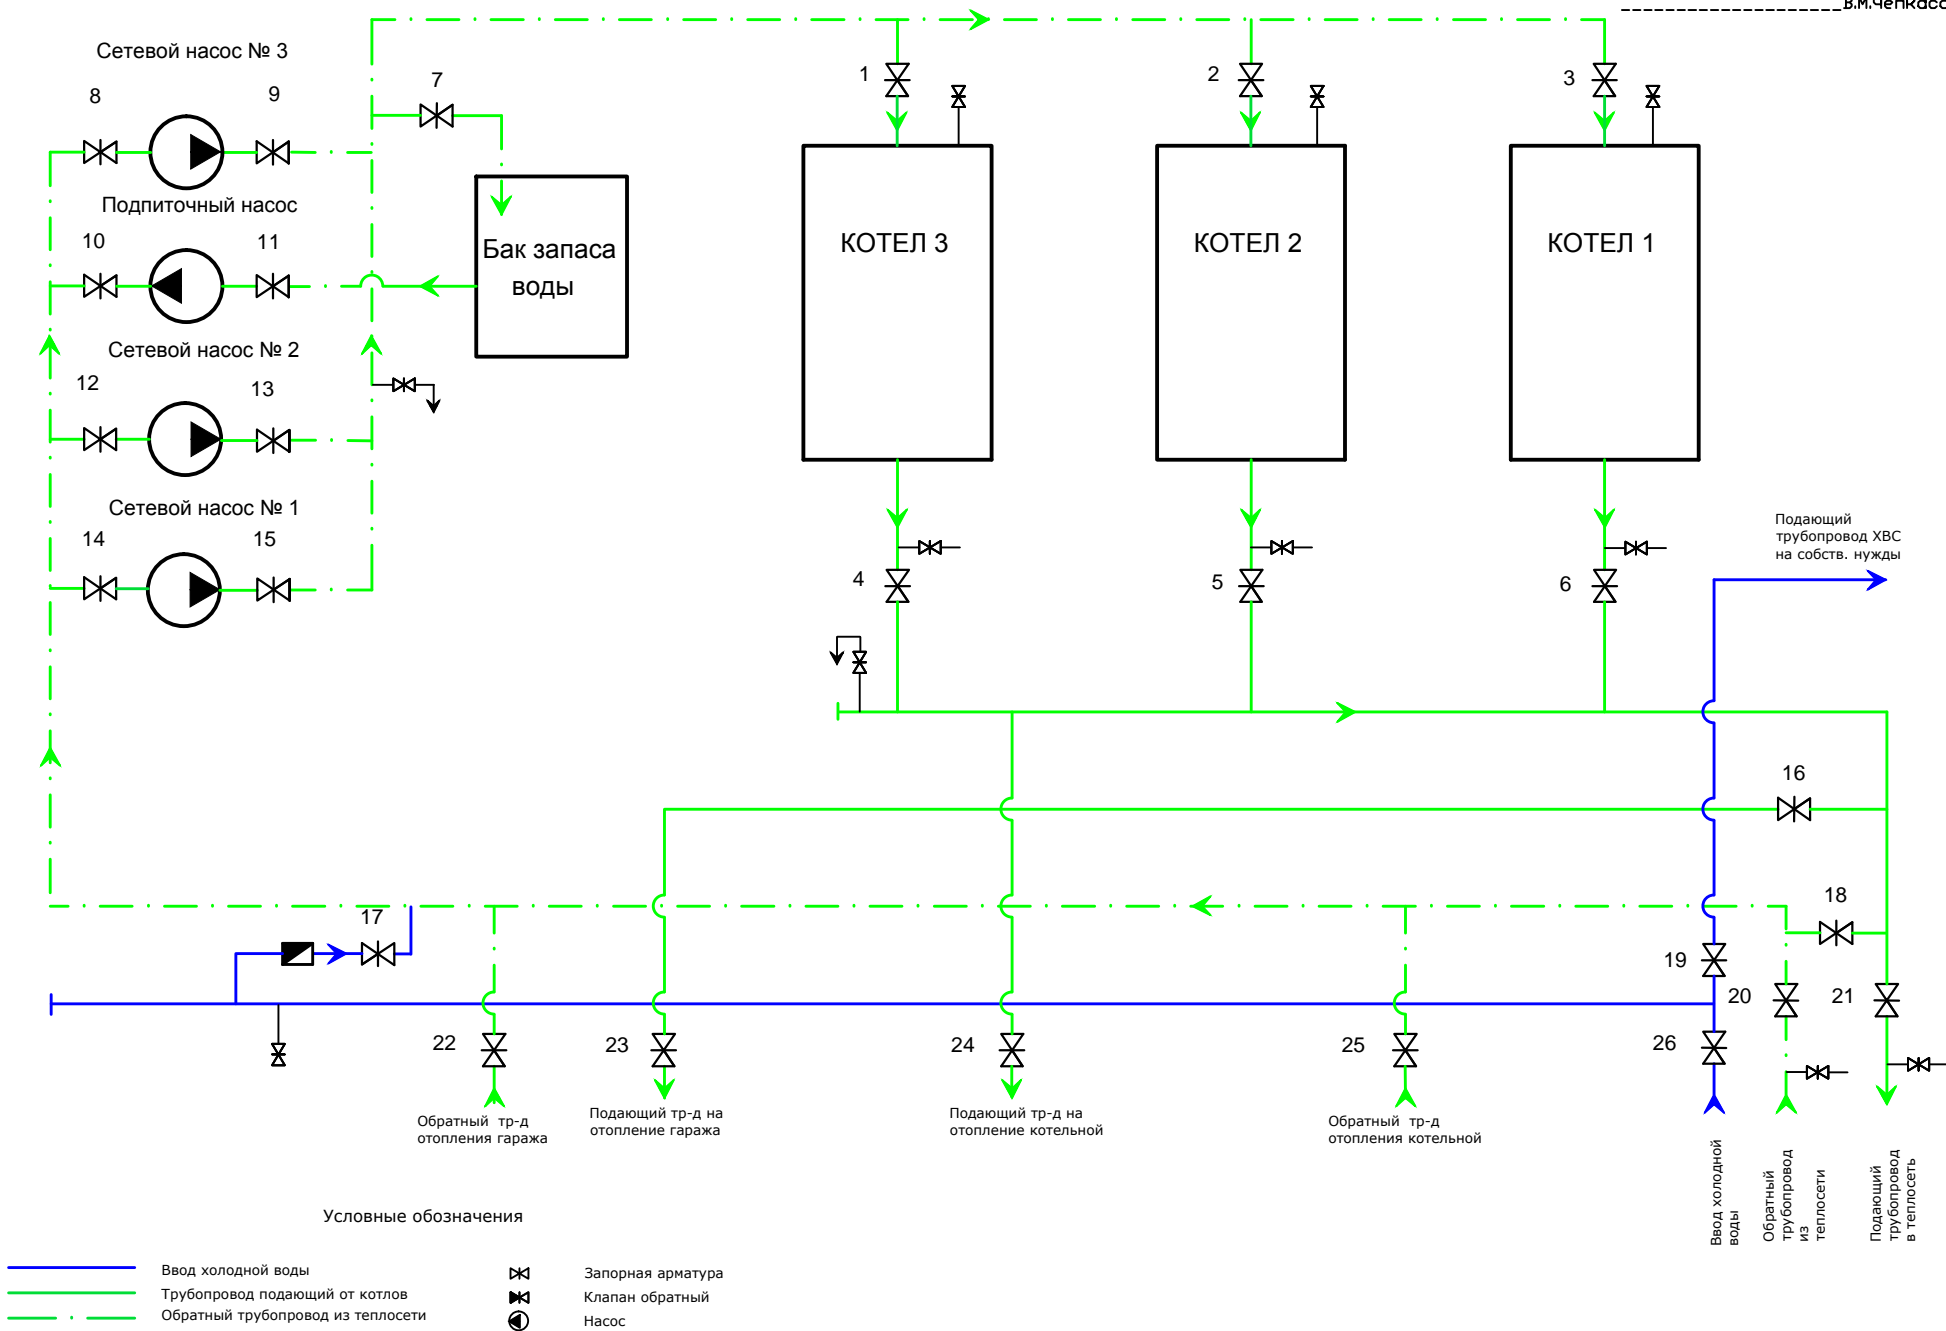 Сетевой насос № 3
8
9
7
1
2
3
Подпиточный насос
10
11
Бак запаса
воды
КОТЕЛ 3
КОТЕЛ 2
КОТЕЛ 1
Сетевой насос № 2
12
13
Сетевой насос № 1
14
15
4
5
6
Подающий
трубопровод ХВС
на собств. нужды
16
17
18
19
20
21
22
23
24
25
26
Обратный тр-д
отопления гаража
Подающий тр-д на
отопление гаража
Подающий тр-д на
отопление котельной
Обратный тр-д
отопления котельной
Ввод холодной
воды
Обратный
трубопровод
из
теплосети
Подающий
трубопровод
в теплосеть
Условные обозначения
Ввод холодной воды
Трубопровод подающий от котлов
Обратный трубопровод из теплосети
Запорная арматура
Клапан обратный
Насос